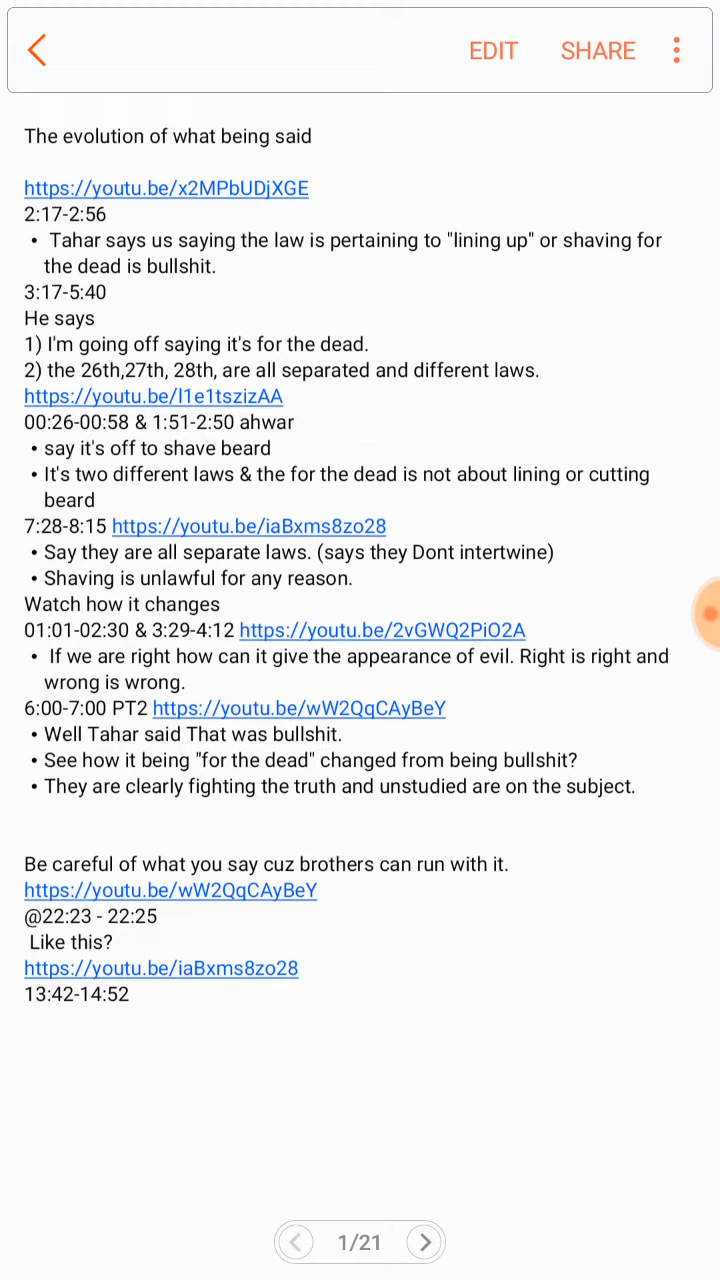 EDIT SHARE
The evolution of what being said
https://youtu.be/x2MPbUDjXGE
2:17-2:56
• Tahar says us saying the law is pertaining to "lining up" or shaving for
the dead is bullshit.
3:17-5:40
He says
1) I'm going off saying it's for the dead.
2) the 26th,27th, 28th, are all separated and different laws.
https://youtu.be/l1e1tszizAA
00:26-00:58 & 1:51-2:50 ahwar
• say it's off to shave beard
• It's two different laws & the for the dead is not about lining or cutting
beard
7:28-8:15 https://youtu.be/iaBxms8zo28
• Say they are all separate laws. (says they Dont intertwine)
• Shaving is unlawful for any reason.
Watch how it changes
01:01-02:30 & 3:29-4:12 https://youtu.be/2vGWQ2PiO2A
• If we are right how can it give the appearance of evil. Right is right and
wrong is wrong.
6:00-7:00 PT2 https://youtu.be/wW2QqCAyBeY
• Well Tahar said That was bullshit.
• See how it being "for the dead" changed from being bullshit?
• They are clearly fighting the truth and unstudied are on the subject.
Be careful of what you say cuz brothers can run with it.
https://youtu.be/wW2QqCAyBeY
@22:23 - 22:25
Like this?
https://youtu.be/iaBxms8zo28
13:42-14:52
1/21